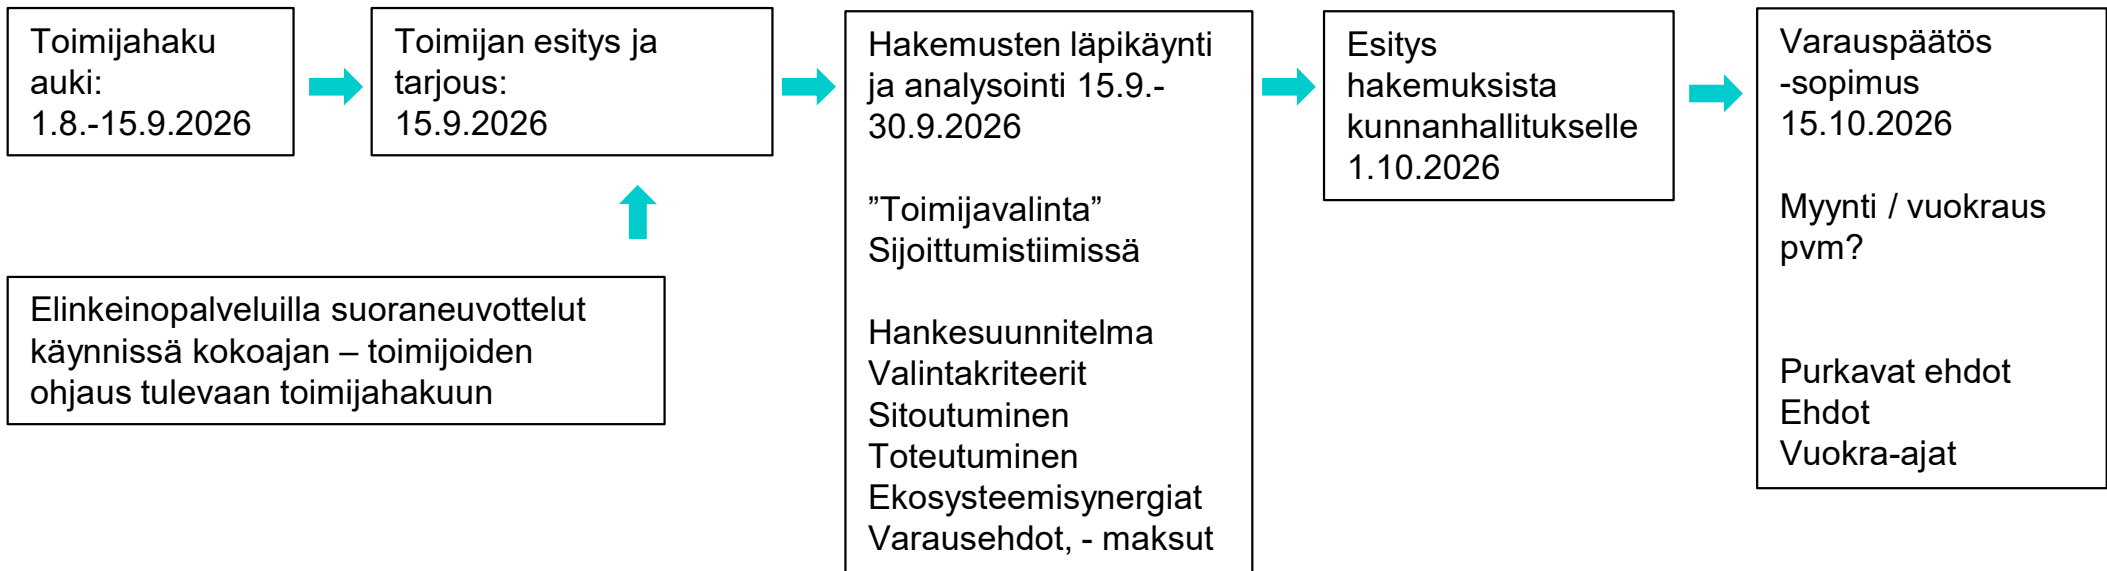 Toimijahaku
auki:
1.8.-15.9.2026
Toimijan esitys ja
tarjous:
15.9.2026
Elinkeinopalveluilla suoraneuvottelut
käynnissä kokoajan – toimijoiden
ohjaus tulevaan toimijahakuun
Hakemusten läpikäynti
ja analysointi 15.9.-
30.9.2026
”Toimijavalinta”
Sijoittumistiimissä
Hankesuunnitelma
Valintakriteerit
Sitoutuminen
Toteutuminen
Ekosysteemisynergiat
Varausehdot, - maksut
Esitys
hakemuksista
kunnanhallitukselle
1.10.2026
Varauspäätös
-sopimus
15.10.2026
Myynti / vuokraus
pvm?
Purkavat ehdot
Ehdot
Vuokra-ajat